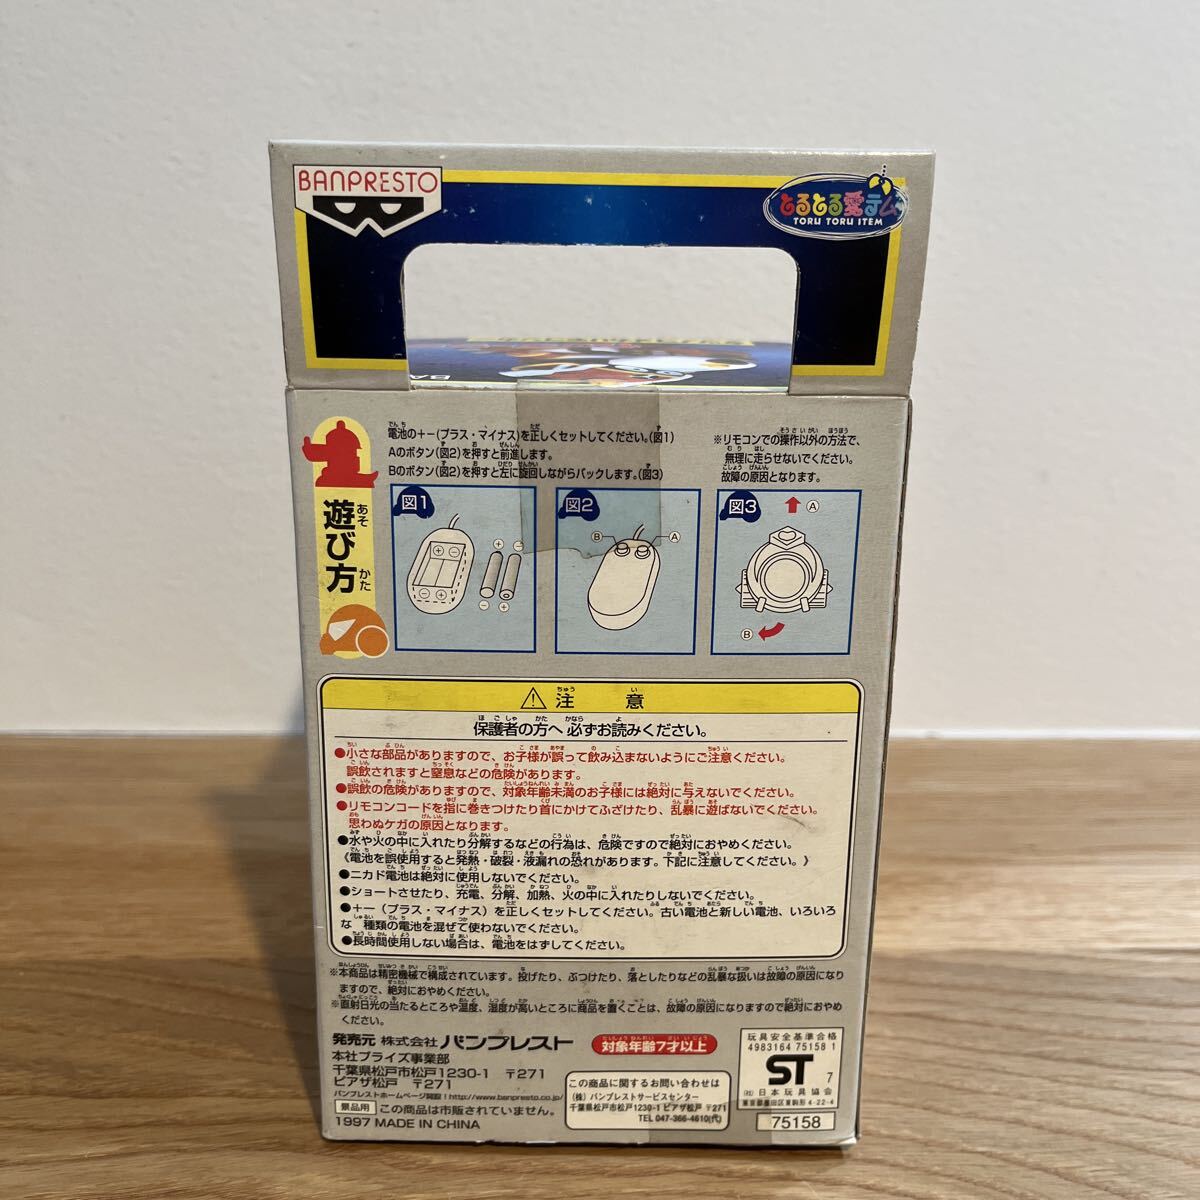 BANPRESTO
とるとる愛テム
TORU TORU ITEM
BA
遊び方
あそ かた
電池の+−(プラス・マイナス)を正しくセットしてください。(図1)
Aのボタン(図2)を押すと前進します。
Bのボタン(図2)を押すと左に旋回しながらバックします。(図3)
※リモコンでの操作以外の方法で、
無理に走らせないでください。
故障の原因となります。
図1
図2
B A
図3
A
B
注意
保護者の方へ 必ずお読みください。
●小さな部品がありますので、お子様が誤って飲み込まないようにご注意ください。
誤飲されますと窒息などの危険があります。
●誤飲の危険がありますので、対象年齢未満のお子様には絶対に与えないでください。
●リモコンコードを指に巻きつけたり首にかけてふざけたり、乱暴に遊ばないでください。
思わぬケガの原因となります。
●水や火の中に入れたり分解するなどの行為は、危険ですので絶対におやめください。
《電池を誤使用すると発熱・破裂・液漏れの恐れがあります。下記に注意してください。》
●ニカド電池は絶対に使用しないでください。
●ショートさせたり、充電、分解、加熱、火の中に入れたりしないでください。
●+−(プラス・マイナス)を正しくセットしてください。古い電池と新しい電池、いろいろ
な 種類の電池を混ぜて使わないでください。
●長時間使用しない場合は、電池をはずしてください。
※本商品は精密機械で構成されています。投げたり、ぶつけたり、落としたりなどの乱暴な扱いは故障の原因になり
ますので、絶対におやめください。
※直射日光の当たるところや温度、湿度が高いところに商品を置くことは、故障の原因になりますので絶対におやめ
ください。
発売元 株式会社 バンプレスト
対象年齢7才以上
本社プライズ事業部
千葉県松戸市松戸1230-1 〒271
ピアザ松戸 〒271
バンプレストホームページ開設!http://www.banpresto.co.jp/
景品用 この商品は市販されていません。
1997 MADE IN CHINA
この商品に関するお問い合わせは
(株)バンプレストサービスセンター
千葉県松戸市松戸1230-1 ピアザ松戸 〒271
TEL 047-366-4610(代)
玩具安全基準合格
4983164 75158 1
ST 7
(社)日本玩具協会
東京都墨田区東駒形4-22-4
75158